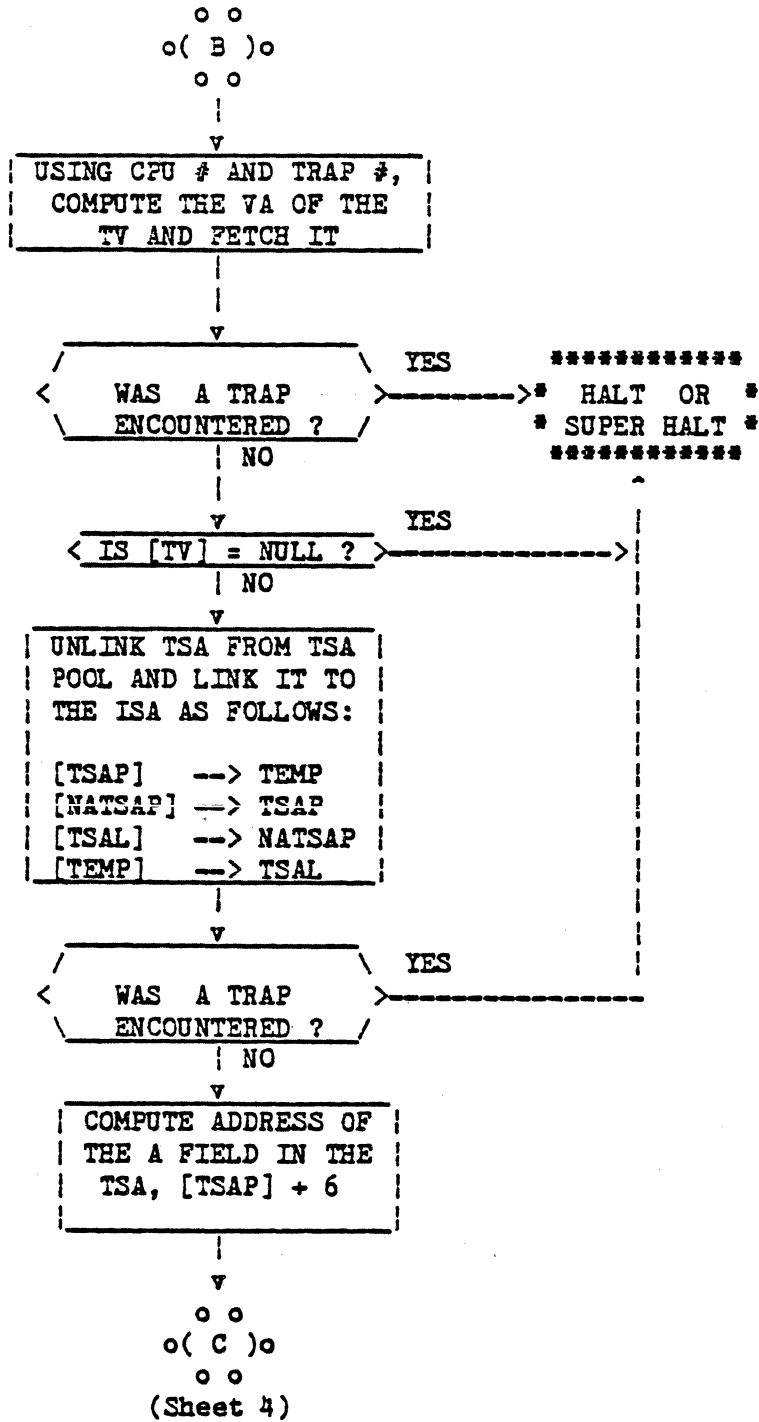 ( B )
USING CPU # AND TRAP #,
COMPUTE THE VA OF THE
TV AND FETCH IT
YES
WAS A TRAP
ENCOUNTERED ?
HALT OR
SUPER HALT
NO
YES
IS [TV] = NULL ?
NO
UNLINK TSA FROM TSA
POOL AND LINK IT TO
THE ISA AS FOLLOWS:
[TSAP] --> TEMP
[NATSAP] --> TSAP
[TSAL] --> NATSAP
[TEMP] --> TSAL
YES
WAS A TRAP
ENCOUNTERED ?
NO
COMPUTE ADDRESS OF
THE A FIELD IN THE
TSA, [TSAP] + 6
( C )
(Sheet 4)